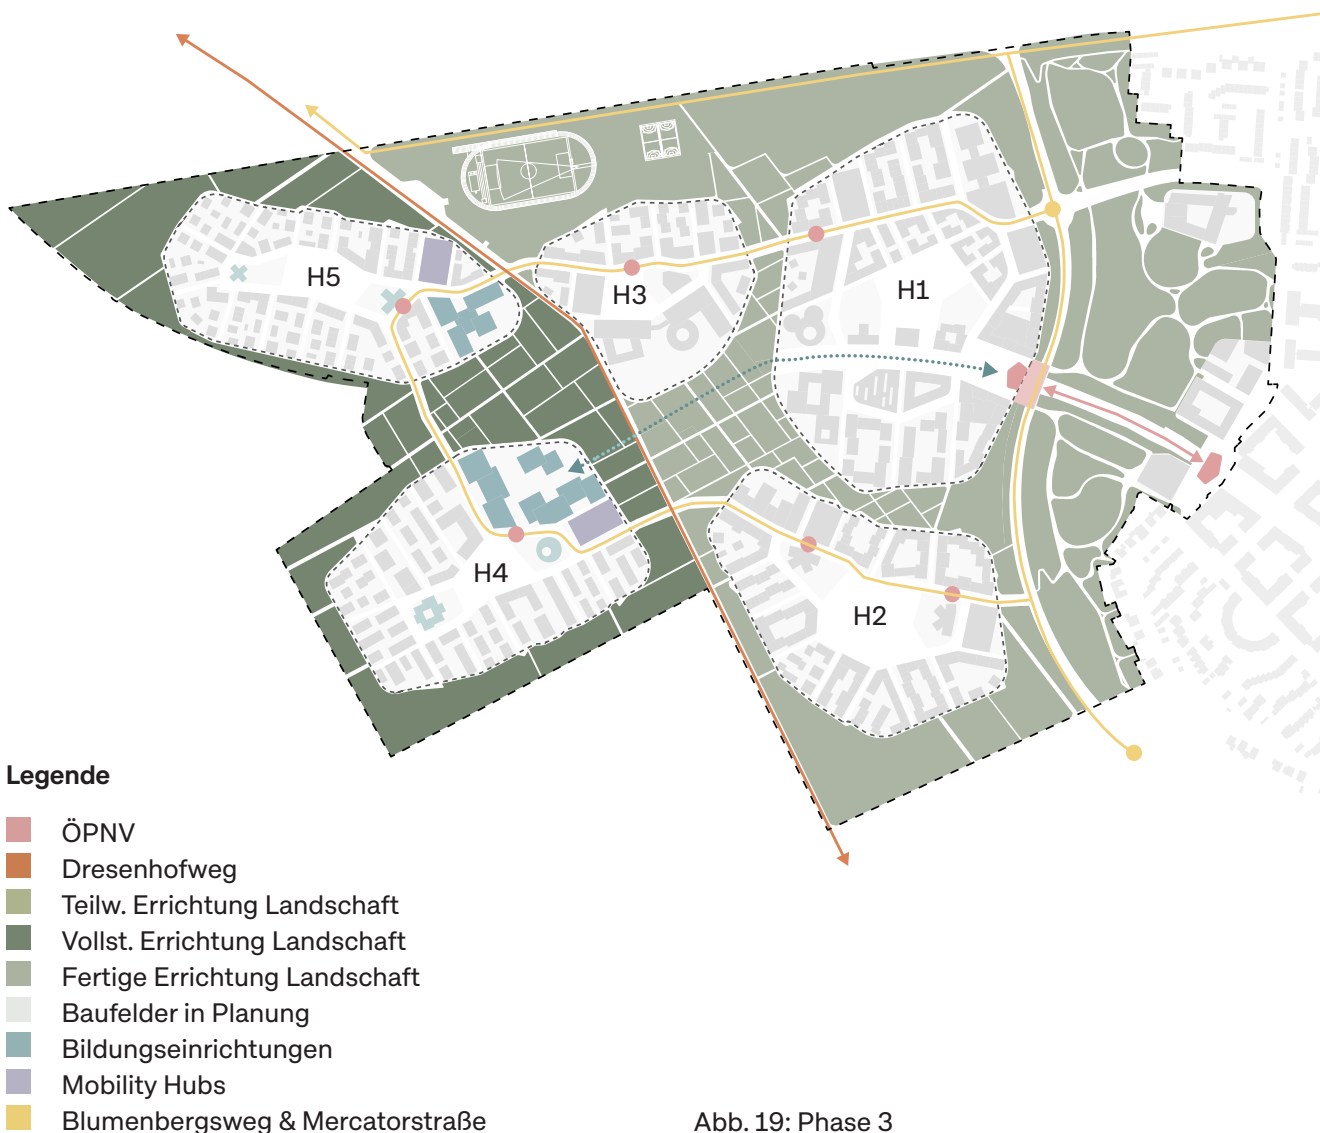 H5
H3
H1
H4
H2
Legende
ÖPNV
Dresenhofweg
Teilw. Errichtung Landschaft
Vollst. Errichtung Landschaft
Fertige Errichtung Landschaft
Baufelder in Planung
Bildungseinrichtungen
Mobility Hubs
Blumenbergsweg & Mercatorstraße
Abb. 19: Phase 3